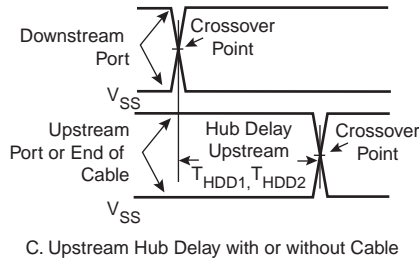 Downstream
Port
Crossover
Point
VSS
Upstream
Port or End of
Cable
Hub Delay
Upstream
THDD1, THDD2
Crossover
Point
VSS
C. Upstream Hub Delay with or without Cable